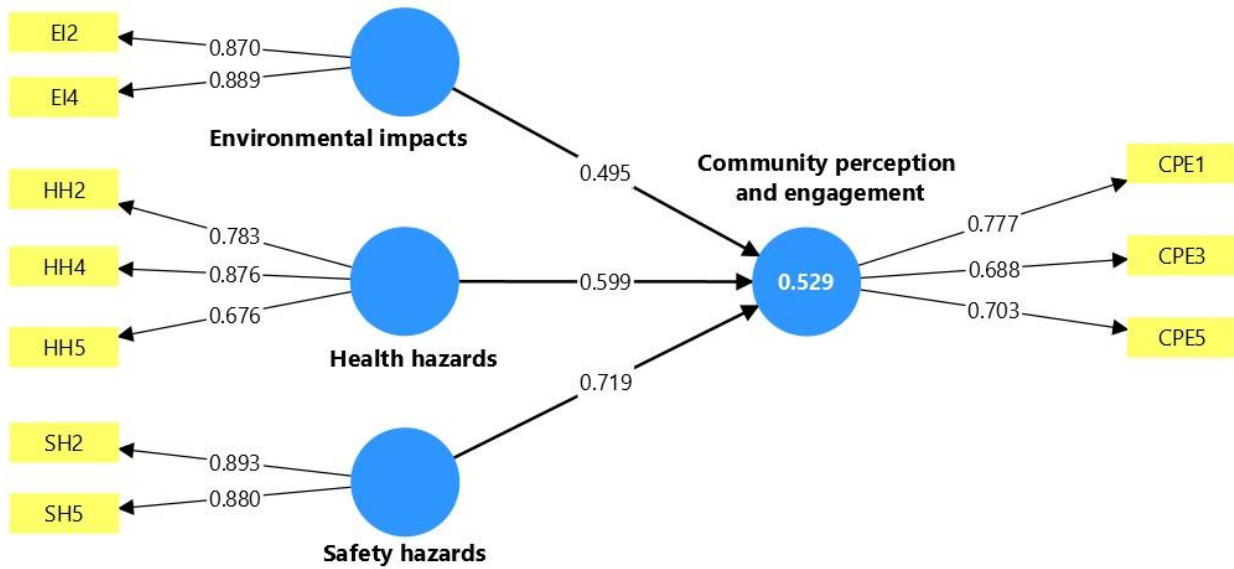 EI2
0.870
EI4
0.889
Environmental impacts
0.495
HH2
0.783
HH4
0.876
HH5
0.676
Health hazards
0.599
SH2
0.893
SH5
0.880
Safety hazards
0.719
Community perception
and engagement
0.529
0.777
CPE1
0.688
CPE3
0.703
CPE5